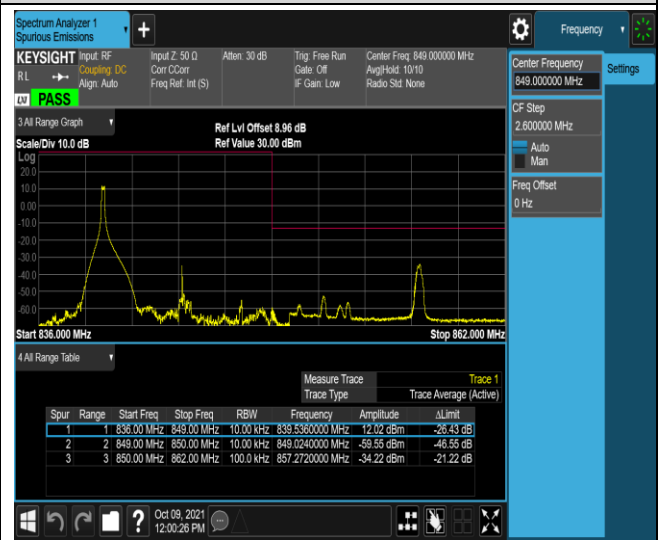 Spectrum Analyzer 1
Spurious Emissions
+
Frequency
KEYSIGHT
R L
Input: RF
Coupling: DC
Align: Auto
Input Z: 50 Ω
Corr CCorr
Freq Ref: Int (S)
Atten: 30 dB
Trig: Free Run
Gate: Off
IF Gain: Low
Center Freq: 849.000000 MHz
Avg|Hold: 10/10
Radio Std: None
LXI PASS
Center Frequency
849.000000 MHz
Settings
CF Step
2.600000 MHz
Auto
Man
Freq Offset
0 Hz
3 All Range Graph
Scale/Div 10.0 dB
Ref Lvl Offset 8.96 dB
Ref Value 30.00 dBm
Log
20.0
10.0
0.00
-10.0
-20.0
-30.0
-40.0
-50.0
-60.0
Start 836.000 MHz
Stop 862.000 MHz
4 All Range Table
Measure Trace Trace 1
Trace Type Trace Average (Active)
Spur Range Start Freq Stop Freq RBW Frequency Amplitude ΔLimit
1 1 836.00 MHz 849.00 MHz 10.00 kHz 839.5360000 MHz 12.02 dBm -26.43 dB
2 2 849.00 MHz 850.00 MHz 10.00 kHz 849.0240000 MHz -59.55 dBm -46.55 dB
3 3 850.00 MHz 862.00 MHz 100.0 kHz 857.2720000 MHz -34.22 dBm -21.22 dB
?
Oct 09, 2021
12:00:26 PM